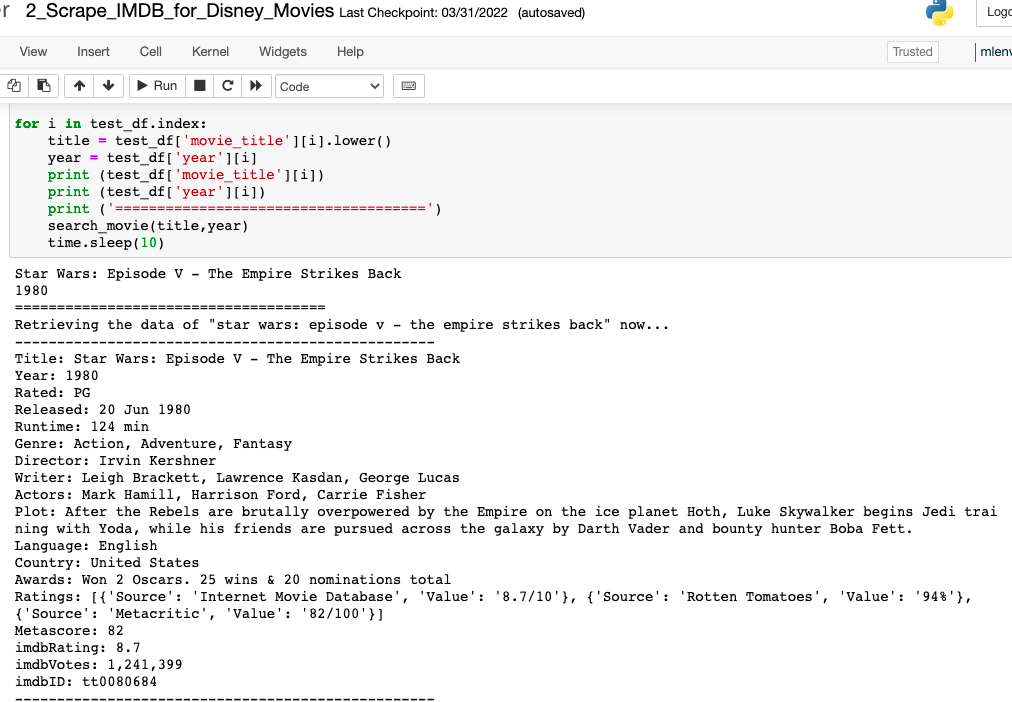 r 2_Scrape_IMDB_for_Disney_Movies Last Checkpoint: 03/31/2022 (autosaved)
View Insert Cell Kernel Widgets Help Trusted
Run Code
for i in test_df.index:
    title = test_df['movie_title'][i].lower()
    year = test_df['year'][i]
    print (test_df['movie_title'][i])
    print (test_df['year'][i])
    print ('=====================================')
    search_movie(title,year)
    time.sleep(10)
Star Wars: Episode V - The Empire Strikes Back
1980
=====================================
Retrieving the data of "star wars: episode v - the empire strikes back" now...
--------------------------------------------------
Title: Star Wars: Episode V - The Empire Strikes Back
Year: 1980
Rated: PG
Released: 20 Jun 1980
Runtime: 124 min
Genre: Action, Adventure, Fantasy
Director: Irvin Kershner
Writer: Leigh Brackett, Lawrence Kasdan, George Lucas
Actors: Mark Hamill, Harrison Ford, Carrie Fisher
Plot: After the Rebels are brutally overpowered by the Empire on the ice planet Hoth, Luke Skywalker begins Jedi trai
ning with Yoda, while his friends are pursued across the galaxy by Darth Vader and bounty hunter Boba Fett.
Language: English
Country: United States
Awards: Won 2 Oscars. 25 wins & 20 nominations total
Ratings: [{'Source': 'Internet Movie Database', 'Value': '8.7/10'}, {'Source': 'Rotten Tomatoes', 'Value': '94%'},
{'Source': 'Metacritic', 'Value': '82/100'}]
Metascore: 82
imdbRating: 8.7
imdbVotes: 1,241,399
imdbID: tt0080684
--------------------------------------------------